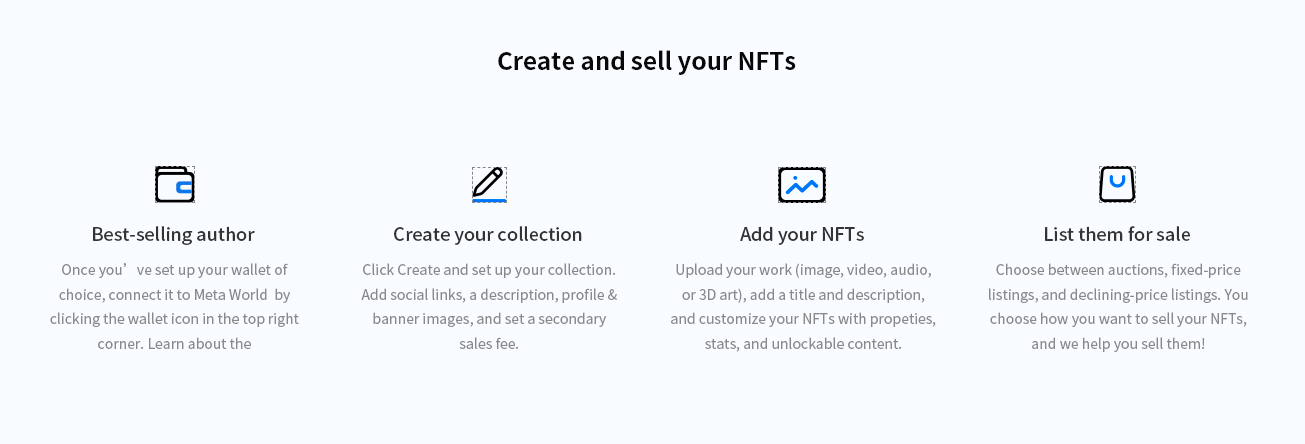 Create and sell your NFTs
Best-selling author
Once you’ve set up your wallet of
choice, connect it to Meta World  by
clicking the wallet icon in the top right
corner. Learn about the
Create your collection
Click Create and set up your collection.
Add social links, a description, profile &
banner images, and set a secondary
sales fee.
Add your NFTs
Upload your work (image, video, audio,
or 3D art), add a title and description,
and customize your NFTs with propeties,
stats, and unlockable content.
List them for sale
Choose between auctions, fixed-price
listings, and declining-price listings. You
choose how you want to sell your NFTs,
and we help you sell them!